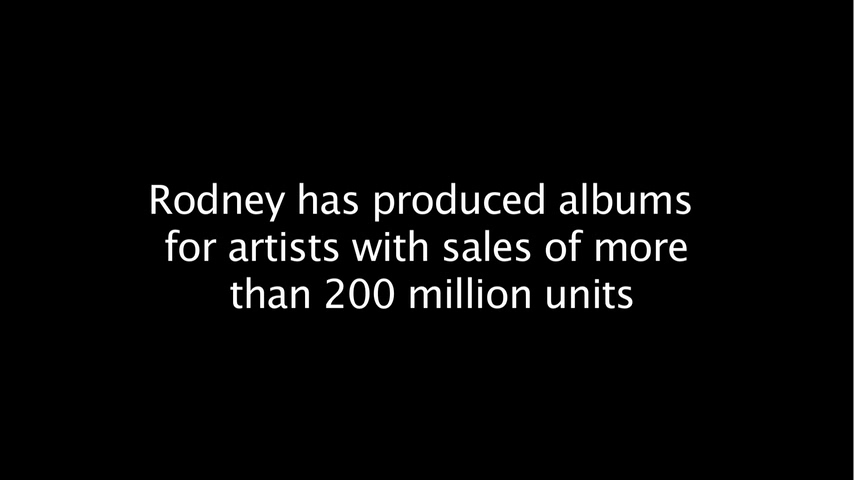 Rodney has produced albums
for artists with sales of more
than 200 million units